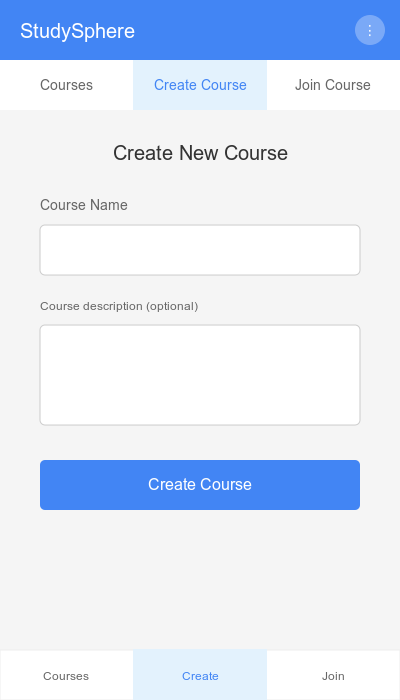 StudySphere
Courses Create Course Join Course
Create New Course
Course Name
Course description (optional)
Create Course
Courses Create Join